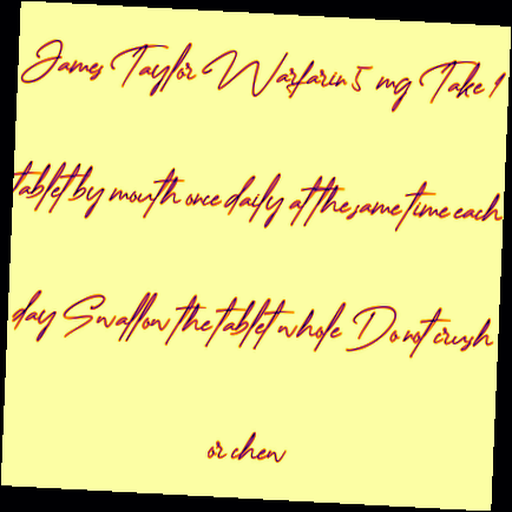 James Taylor Warfarin 5 mg Take 1
tablet by mouth once daily at the same time each
day Swallow the tablet whole Do not crush
or chew